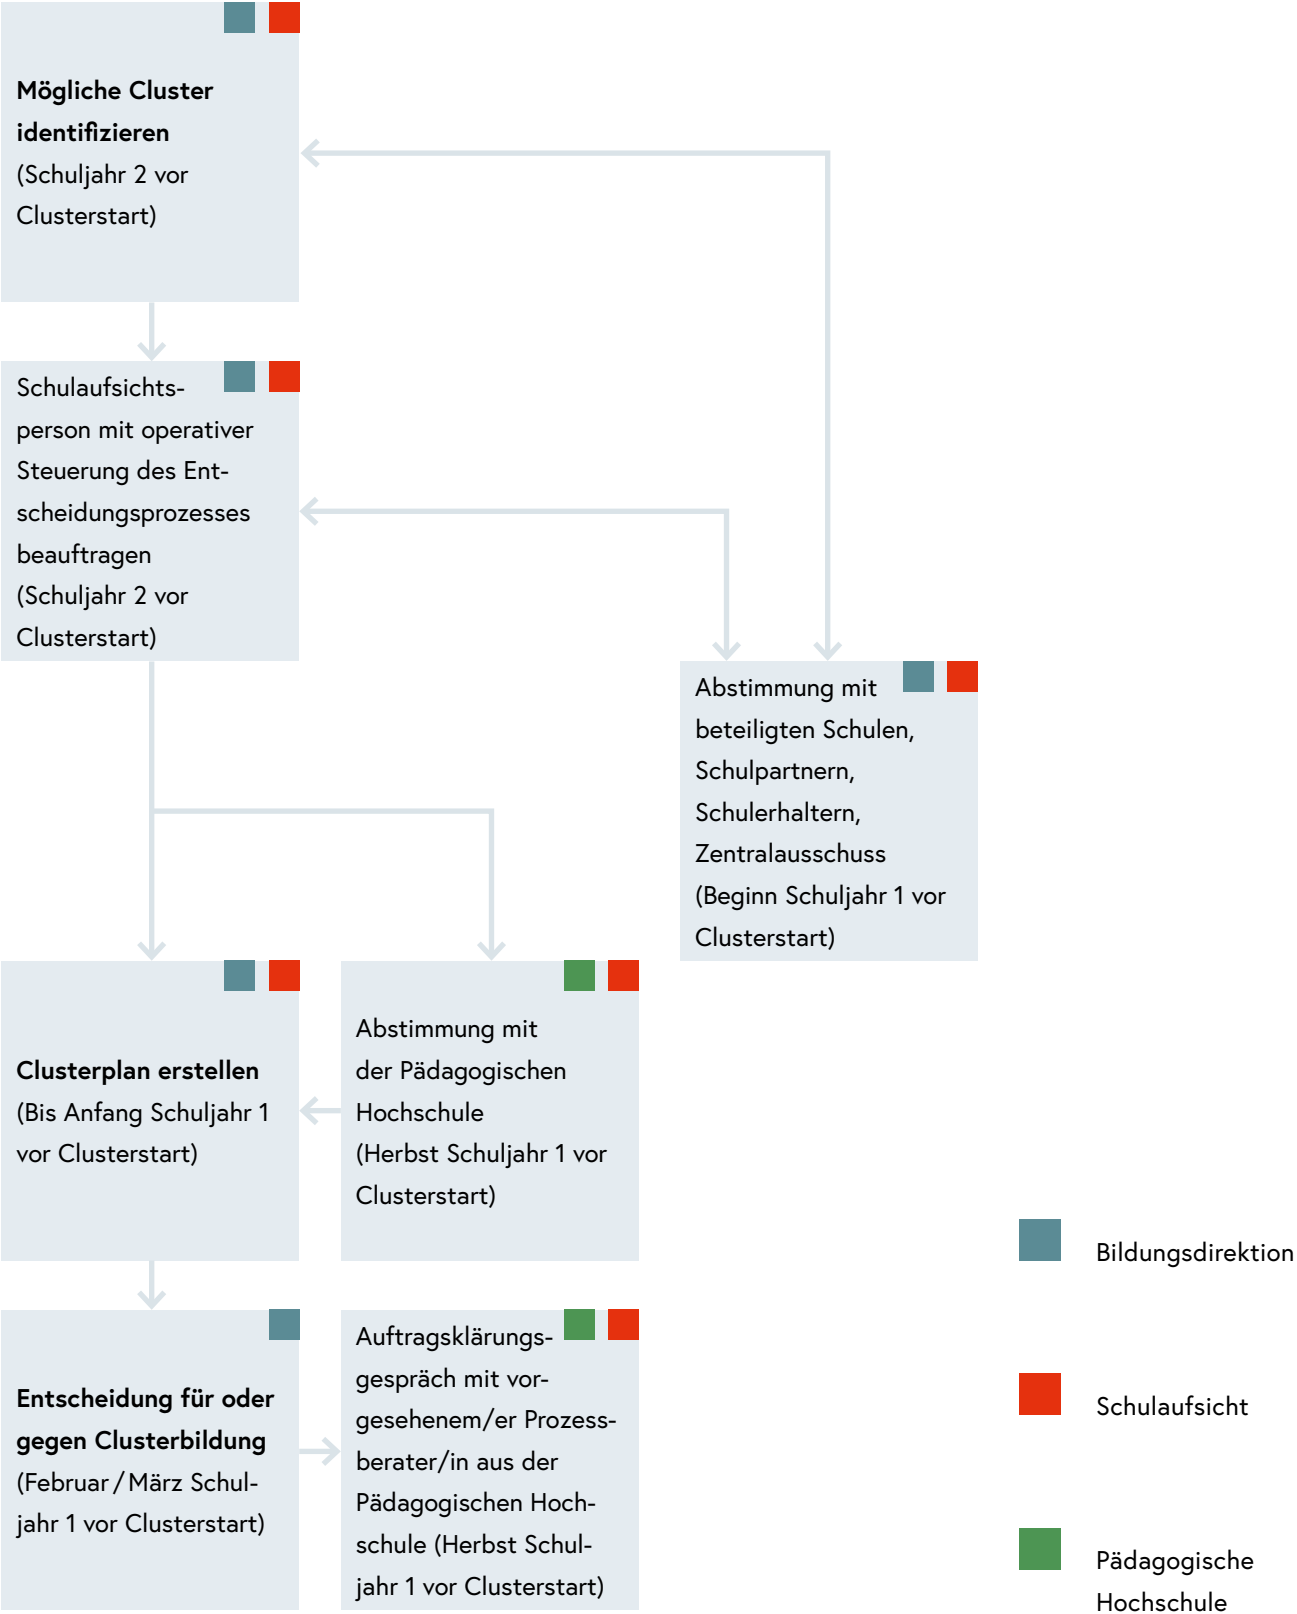 Mögliche Cluster
identifizieren
(Schuljahr 2 vor
Clusterstart)
Schulaufsichts-
person mit operativer
Steuerung des Ent-
scheidungsprozesses
beauftragen
(Schuljahr 2 vor
Clusterstart)
Abstimmung mit
beteiligten Schulen,
Schulpartnern,
Schulerhaltern,
Zentralausschuss
(Beginn Schuljahr 1 vor
Clusterstart)
Clusterplan erstellen
(Bis Anfang Schuljahr 1
vor Clusterstart)
Abstimmung mit
der Pädagogischen
Hochschule
(Herbst Schuljahr 1 vor
Clusterstart)
Entscheidung für oder
gegen Clusterbildung
(Februar / März Schul-
jahr 1 vor Clusterstart)
Auftragsklärungs-
gespräch mit vor-
gesehenem/er Prozess-
berater/in aus der
Pädagogischen Hoch-
schule (Herbst Schul-
jahr 1 vor Clusterstart)
Bildungsdirektion
Schulaufsicht
Pädagogische
Hochschule